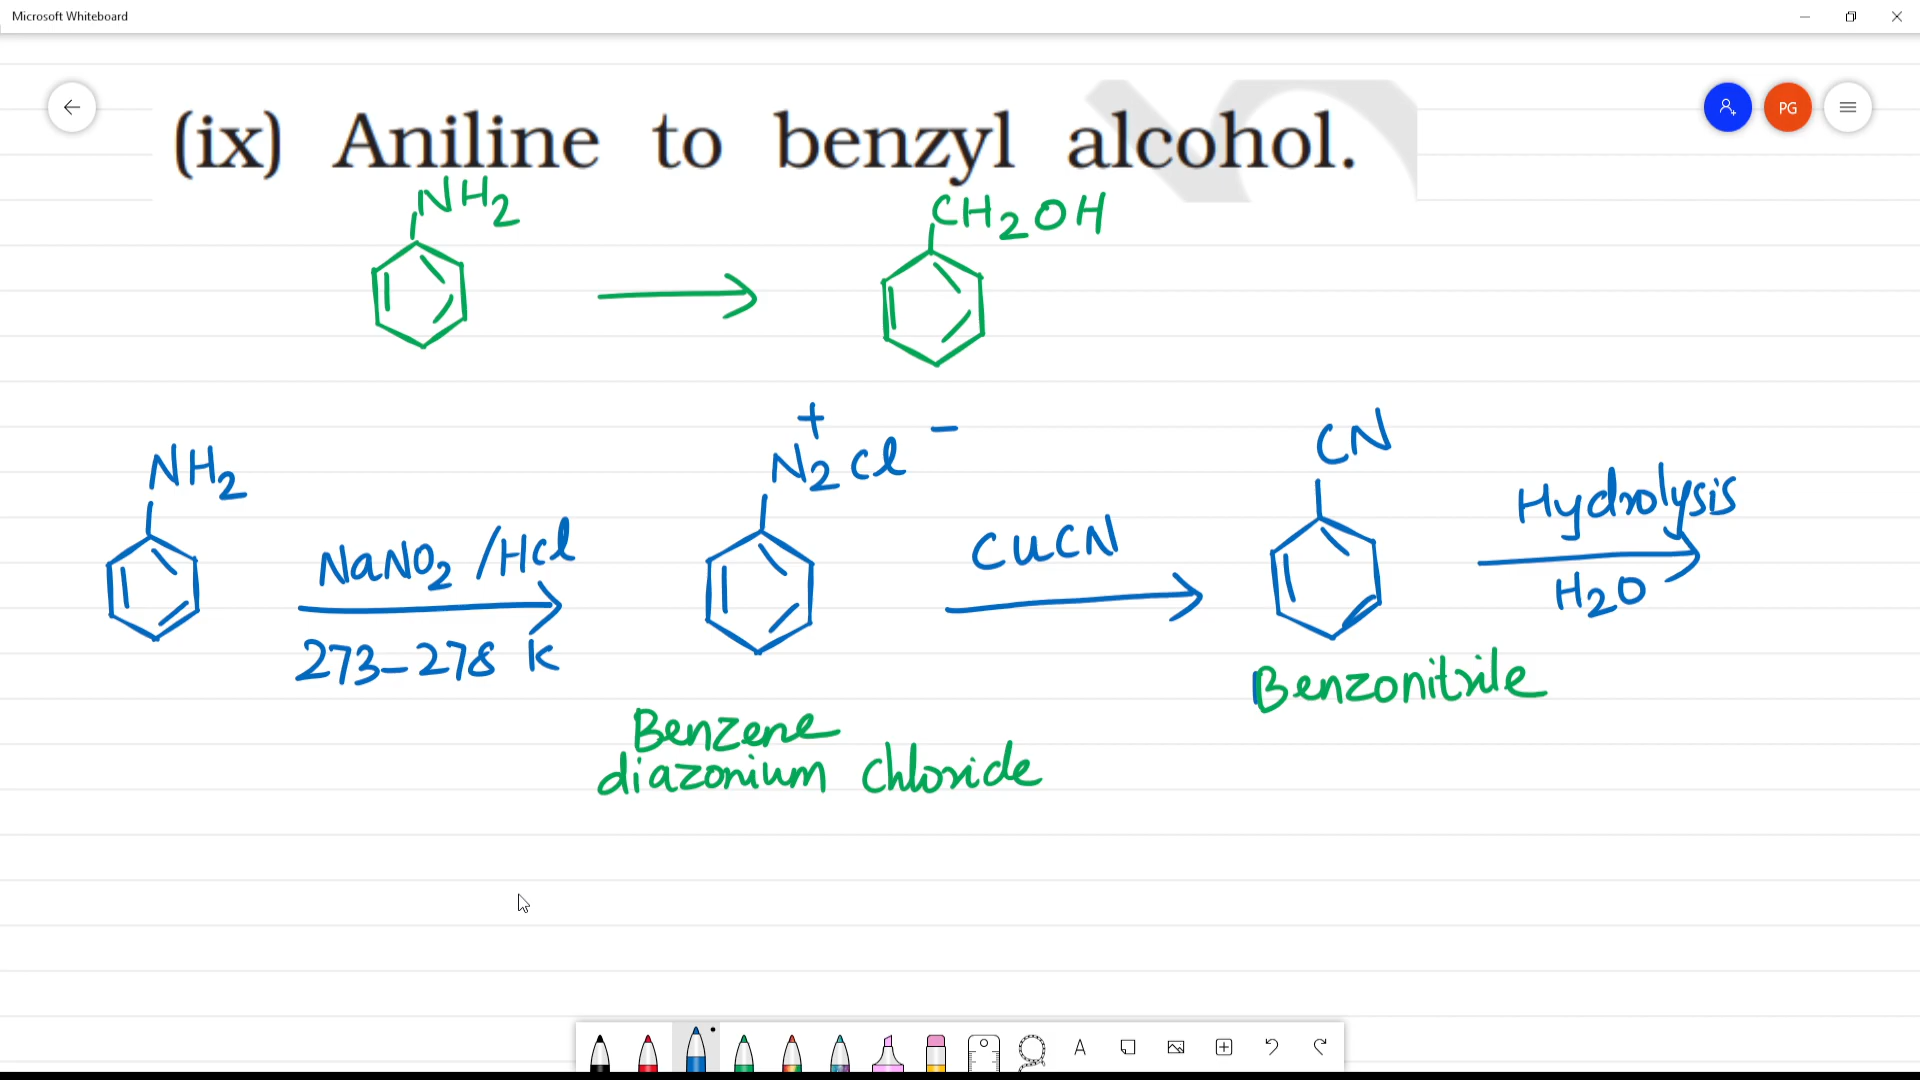 Microsoft Whiteboard
(ix) Aniline to benzyl alcohol.
PG
NH2
CH2OH
NH2
NaNO2 /HCl
273-278 K
+ -
N2Cl
CuCN
CN
Hydrolysis
H2O
Benzonitrile
Benzene
diazonium chloride
A